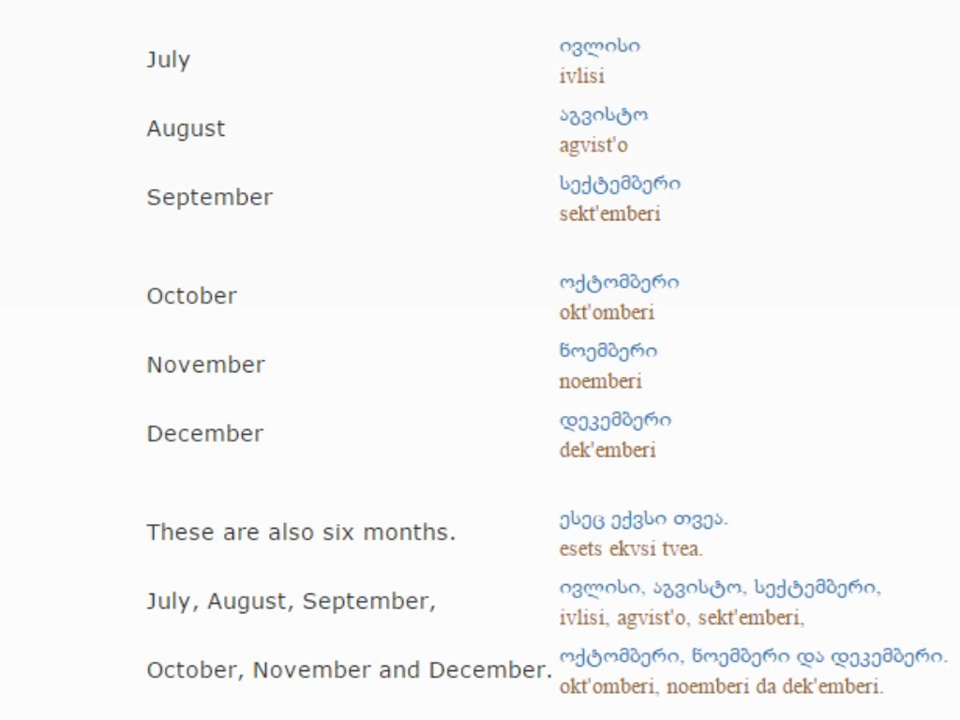 July
ივლისი
ivlisi
August
აგვისტო
agvist'o
September
სექტემბერი
sekt'emberi
October
ოქტომბერი
okt'omberi
November
ნოემბერი
noemberi
December
დეკემბერი
dek'emberi
These are also six months.
ესეც ექვსი თვეა.
esets ekvsi tvea.
July, August, September,
ივლისი, აგვისტო, სექტემბერი,
ivlisi, agvist'o, sekt'emberi,
October, November and December.
ოქტომბერი, ნოემბერი და დეკემბერი.
okt'omberi, noemberi da dek'emberi.